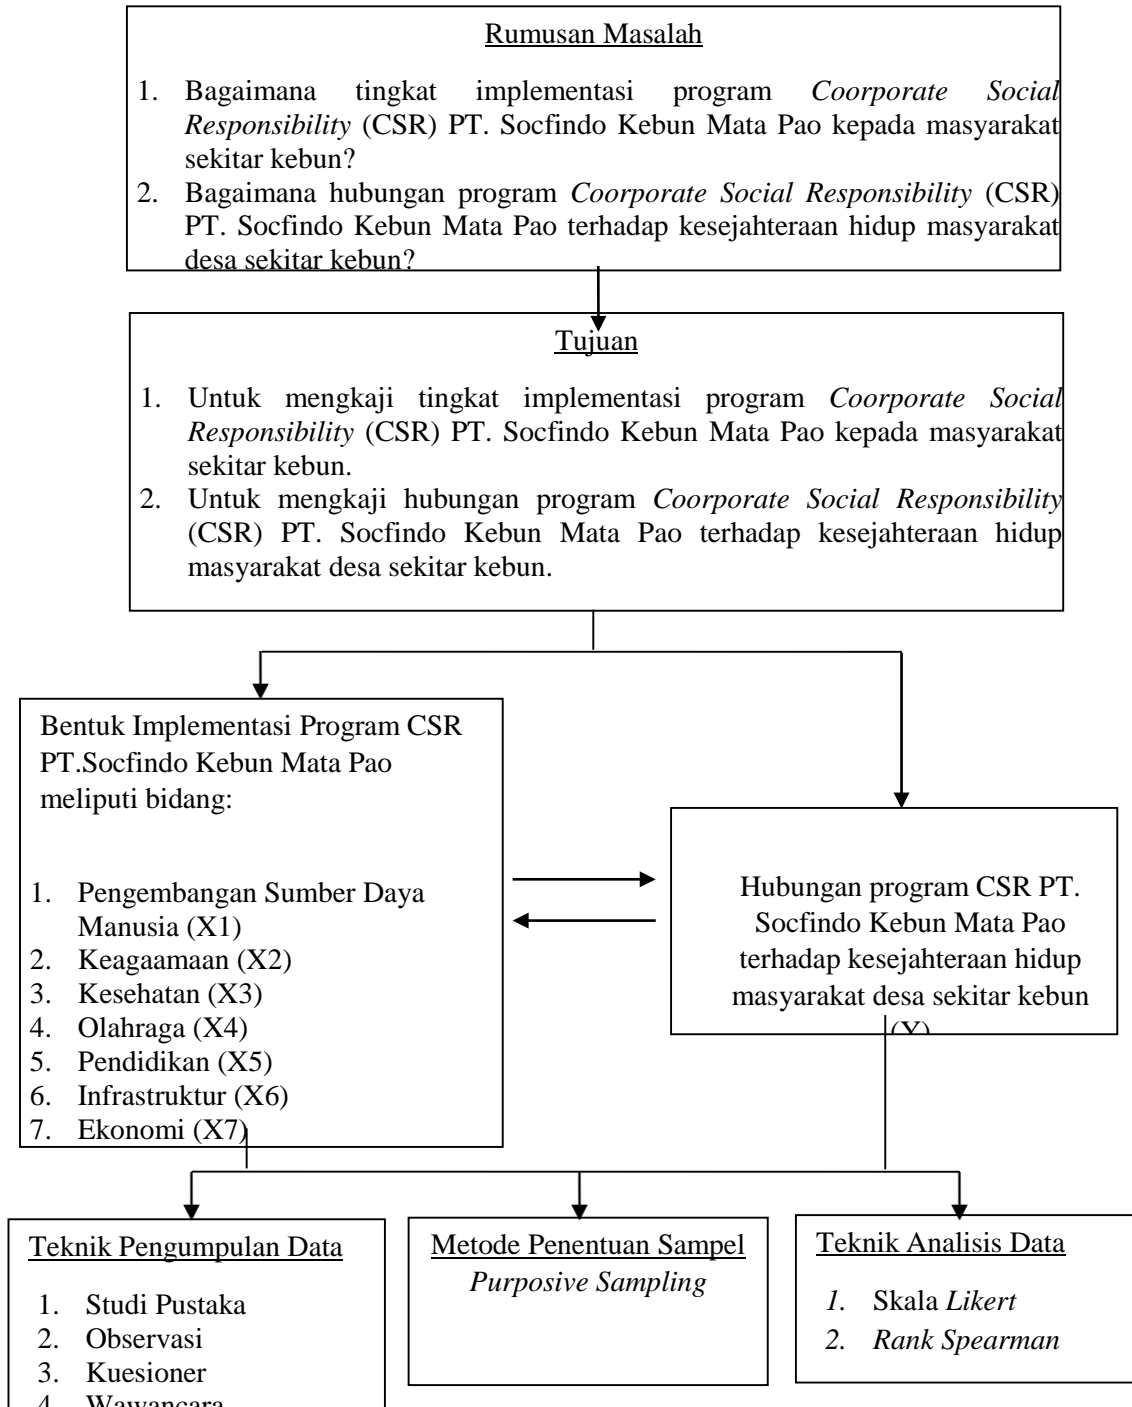 Rumusan Masalah
1. Bagaimana tingkat implementasi program Coorporate Social
Responsibility (CSR) PT. Socfindo Kebun Mata Pao kepada masyarakat
sekitar kebun?
2. Bagaimana hubungan program Coorporate Social Responsibility (CSR)
PT. Socfindo Kebun Mata Pao terhadap kesejahteraan hidup masyarakat
desa sekitar kebun?
Tujuan
1. Untuk mengkaji tingkat implementasi program Coorporate Social
Responsibility (CSR) PT. Socfindo Kebun Mata Pao kepada masyarakat
sekitar kebun.
2. Untuk mengkaji hubungan program Coorporate Social Responsibility
(CSR) PT. Socfindo Kebun Mata Pao terhadap kesejahteraan hidup
masyarakat desa sekitar kebun.
Bentuk Implementasi Program CSR
PT.Socfindo Kebun Mata Pao
meliputi bidang:
1. Pengembangan Sumber Daya
Manusia (X1)
2. Keagaamaan (X2)
3. Kesehatan (X3)
4. Olahraga (X4)
5. Pendidikan (X5)
6. Infrastruktur (X6)
7. Ekonomi (X7)
Hubungan program CSR PT.
Socfindo Kebun Mata Pao
terhadap kesejahteraan hidup
masyarakat desa sekitar kebun
(Y)
Teknik Pengumpulan Data
1. Studi Pustaka
2. Observasi
3. Kuesioner
4. Wawancara
Metode Penentuan Sampel
Purposive Sampling
Teknik Analisis Data
1. Skala Likert
2. Rank Spearman